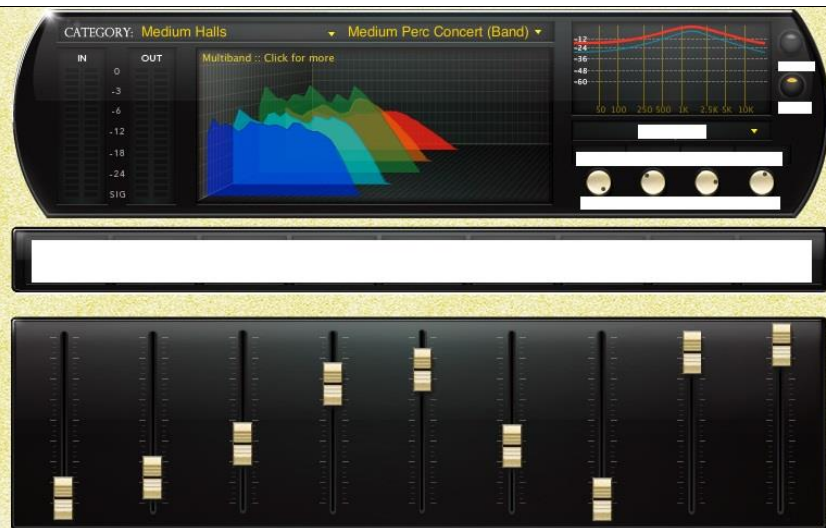 CATEGORY: Medium Halls Medium Perc Concert (Band)
IN OUT
0
-3
-6
-12
-18
-24
SIG
Multiband :: Click for more
-12
-24
-36
-48
-60
50 100 250 500 1K 2.5K 5K 10K